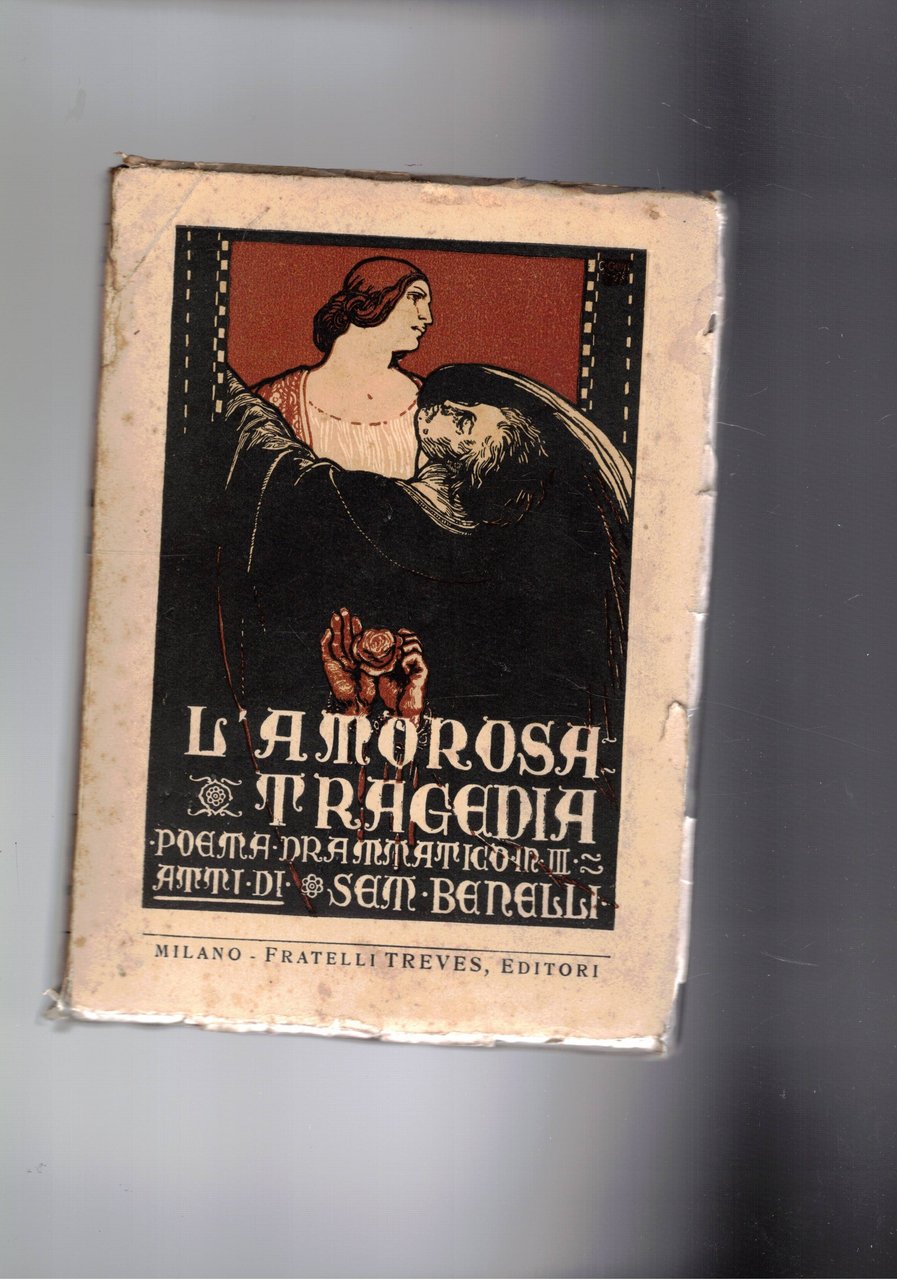 L'AMOROSA
TRAGEDIA
·POEMA·DRAMMATICO·IN·III·
ATTI·DI· SEM·BENELLI·
MILANO - FRATELLI TREVES, EDITORI